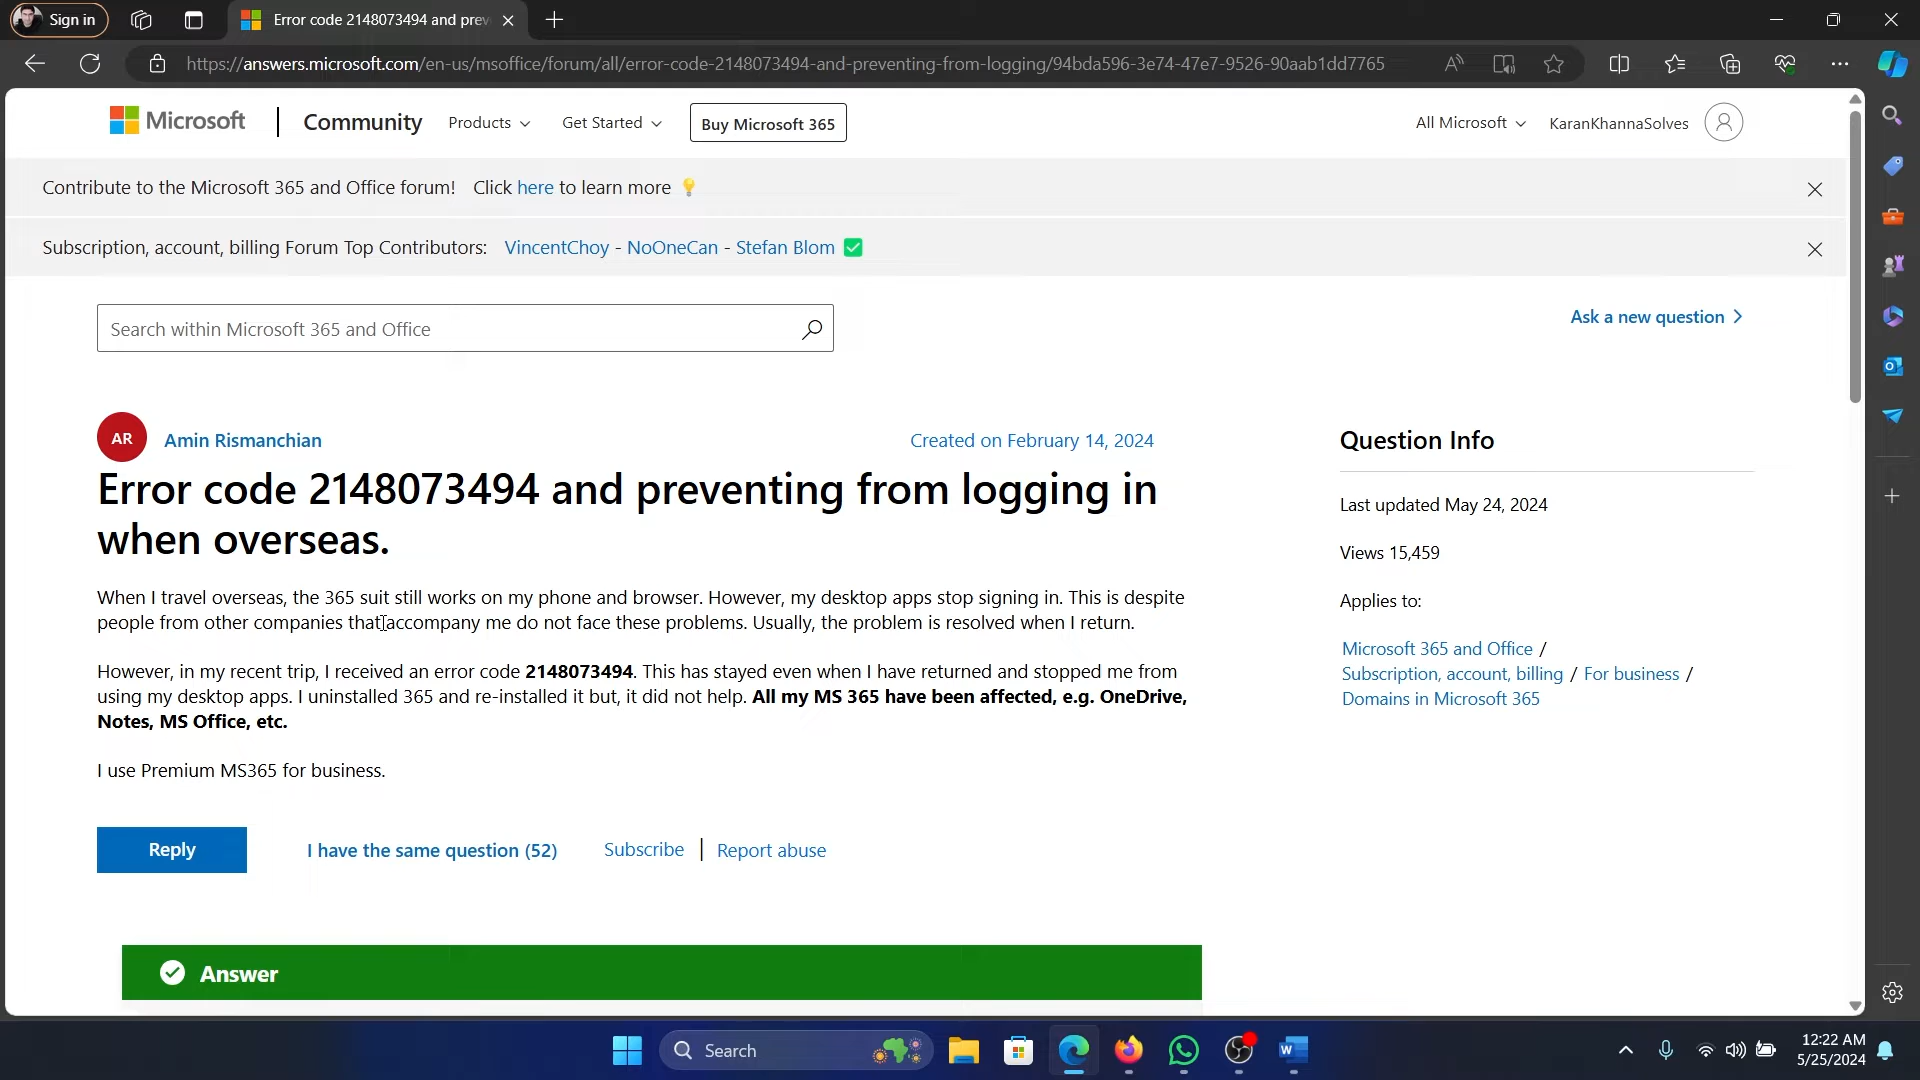 Sign in
Error code 2148073494 and prev
https://answers.microsoft.com/en-us/msoffice/forum/all/error-code-2148073494-and-preventing-from-logging/94bda596-3e74-47e7-9526-90aab1dd7765
Microsoft
Community
Products
Get Started
Buy Microsoft 365
All Microsoft
KaranKhannaSolves
Contribute to the Microsoft 365 and Office forum! Click here to learn more
Subscription, account, billing Forum Top Contributors: VincentChoy - NoOneCan - Stefan Blom
Search within Microsoft 365 and Office
Ask a new question
AR
Amin Rismanchian
Created on February 14, 2024
Error code 2148073494 and preventing from logging in
when overseas.
When I travel overseas, the 365 suit still works on my phone and browser. However, my desktop apps stop signing in. This is despite
people from other companies that accompany me do not face these problems. Usually, the problem is resolved when I return.
However, in my recent trip, I received an error code 2148073494. This has stayed even when I have returned and stopped me from
using my desktop apps. I uninstalled 365 and re-installed it but, it did not help. All my MS 365 have been affected, e.g. OneDrive,
Notes, MS Office, etc.
I use Premium MS365 for business.
Reply
I have the same question (52)
Subscribe
Report abuse
Answer
Question Info
Last updated May 24, 2024
Views 15,459
Applies to:
Microsoft 365 and Office /
Subscription, account, billing / For business /
Domains in Microsoft 365
Search
12:22 AM
5/25/2024